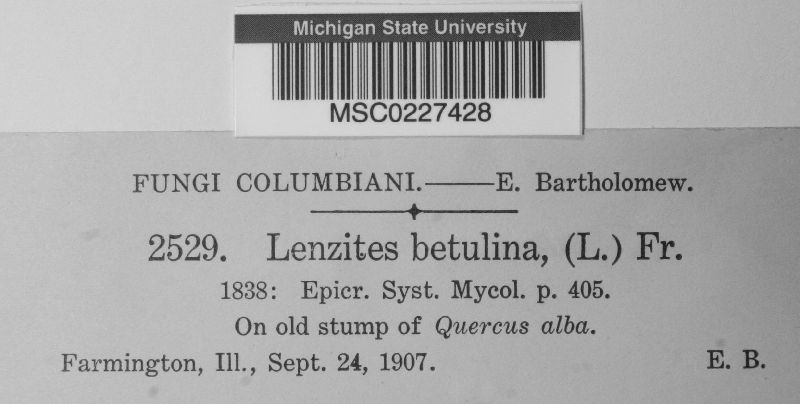 Michigan State University
MSC0227428
FUNGI COLUMBIANI.——E. Bartholomew.
2529. Lenzites betulina, (L.) Fr.
1838: Epicr. Syst. Mycol. p. 405.
On old stump of Quercus alba.
Farmington, Ill., Sept. 24, 1907. E. B.